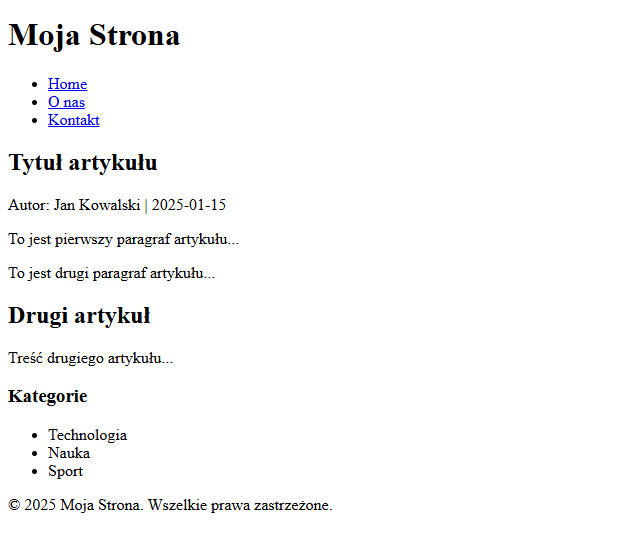 Moja Strona
Home
O nas
Kontakt
Tytuł artykułu
Autor: Jan Kowalski | 2025-01-15
To jest pierwszy paragraf artykułu...
To jest drugi paragraf artykułu...
Drugi artykuł
Treść drugiego artykułu...
Kategorie
Technologia
Nauka
Sport
© 2025 Moja Strona. Wszelkie prawa zastrzeżone.